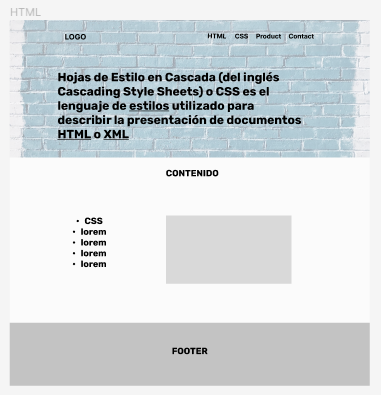 HTML
LOGO
HTML CSS Product Contact
Hojas de Estilo en Cascada (del inglés
Cascading Style Sheets) o CSS es el
lenguaje de estilos utilizado para
describir la presentación de documentos
HTML o XML
CONTENIDO
• CSS
• lorem
• lorem
• lorem
• lorem
FOOTER